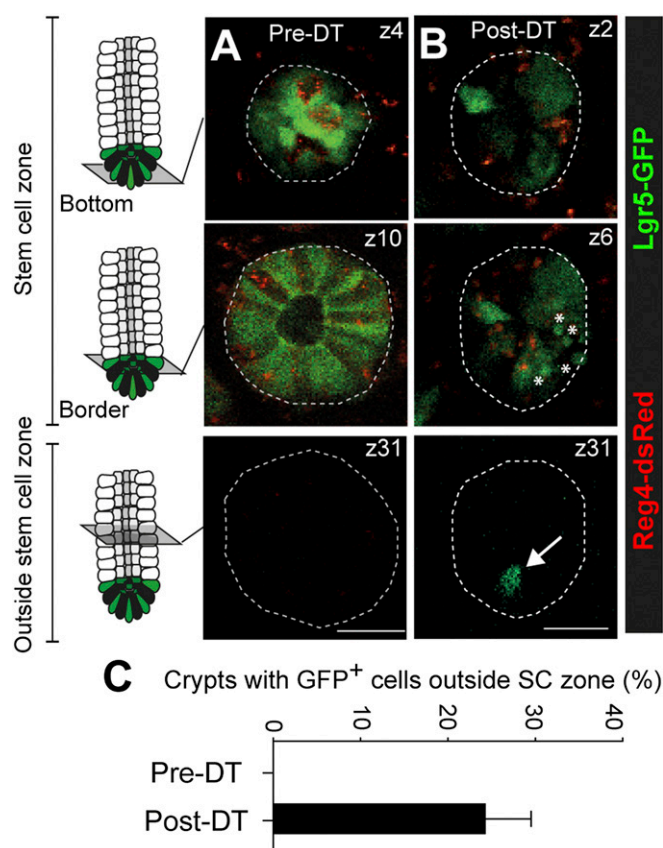 A
Pre-DT
z4
B
Post-DT
z2
Stem cell zone
Bottom
z10
z6
* * * *
Border
Outside stem cell zone
z31
z31
Lgr5-GFP
Reg4-dsRed
C
Crypts with GFP+ cells outside SC zone (%)
0 10 20 30 40
Pre-DT
Post-DT